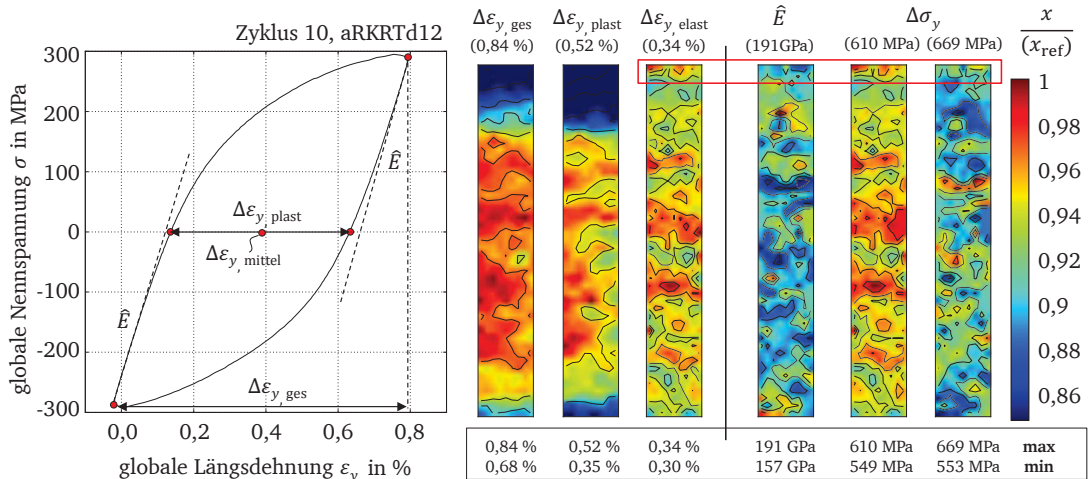 Zyklus 10, aRKRTd12
globale Nennspannung σ in MPa
300
200
100
0
-100
-200
-300
0,0
0,2
0,4
0,6
0,8
globale Längsdehnung ε_y in %
Ê
Ê
Δε_y, plast
Δε_y, mittel
Δε_y, ges
Δε_y, ges Δε_y, plast Δε_y, elast Ê Δσ_y x
(0,84 %) (0,52 %) (0,34 %) (191GPa) (610 MPa) (669 MPa) (x_ref)
1
0,98
0,96
0,94
0,92
0,9
0,88
0,86
0,84 % 0,52 % 0,34 % 191 GPa 610 MPa 669 MPa max
0,68 % 0,35 % 0,30 % 157 GPa 549 MPa 553 MPa min